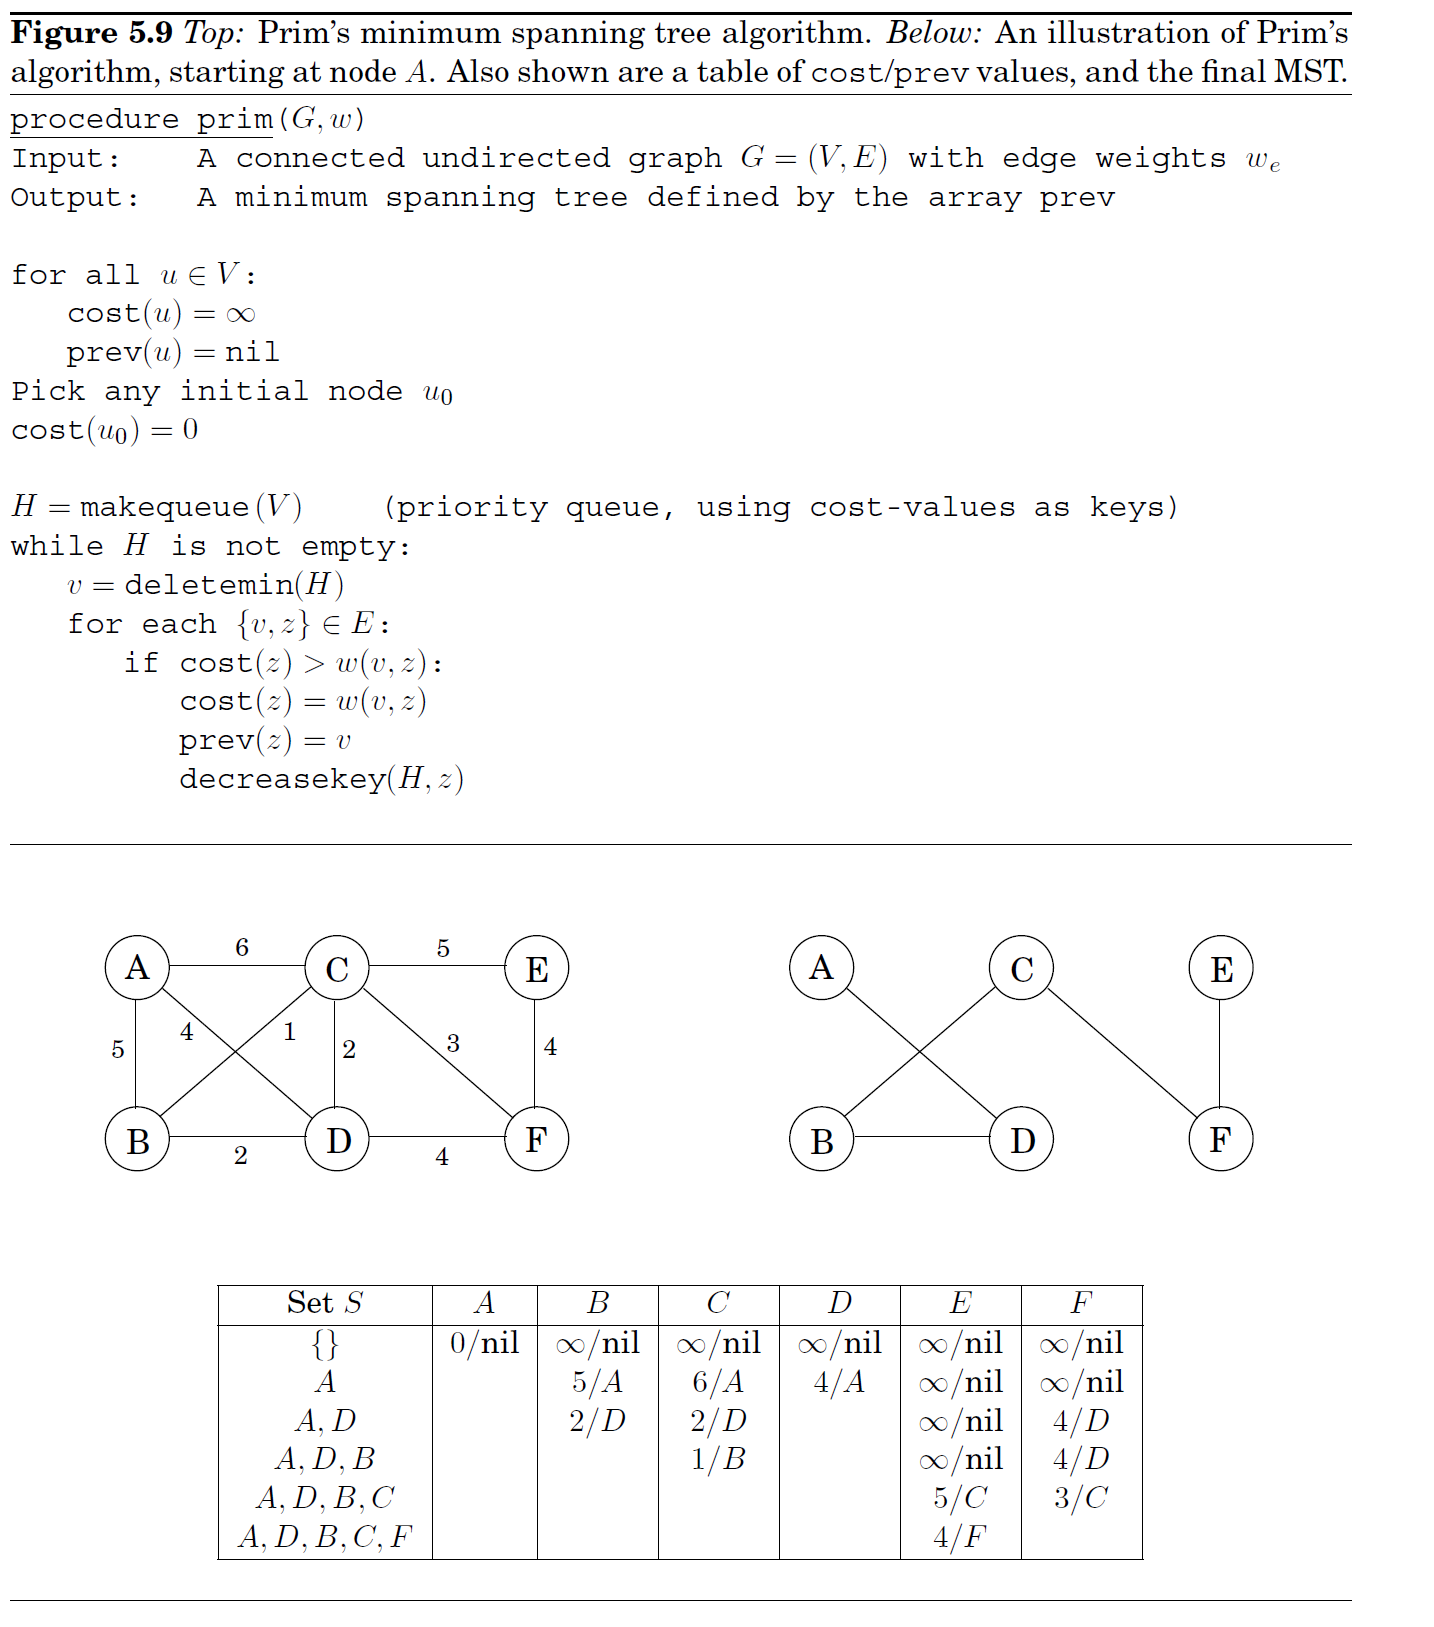 Figure 5.9 Top: Prim's minimum spanning tree algorithm. Below: An illustration of Prim's
algorithm, starting at node A. Also shown are a table of cost/prev values, and the final MST.
procedure prim(G, w)
Input: A connected undirected graph G = (V, E) with edge weights wₑ
Output: A minimum spanning tree defined by the array prev
for all u ∈ V:
cost(u) = ∞
prev(u) = nil
Pick any initial node u₀
cost(u₀) = 0
H = makequeue(V) (priority queue, using cost-values as keys)
while H is not empty:
v = deletemin(H)
for each {v, z} ∈ E:
if cost(z) > w(v, z):
cost(z) = w(v, z)
prev(z) = v
decreasekey(H, z)
6 5
A C E A C E
4 1 3 4
5 2
B D F B D F
2 4
Set S A B C D E F
{} 0/nil ∞/nil ∞/nil ∞/nil ∞/nil ∞/nil
A 5/A 6/A 4/A ∞/nil ∞/nil
A, D 2/D 2/D ∞/nil 4/D
A, D, B 1/B ∞/nil 4/D
A, D, B, C 5/C 3/C
A, D, B, C, F 4/F